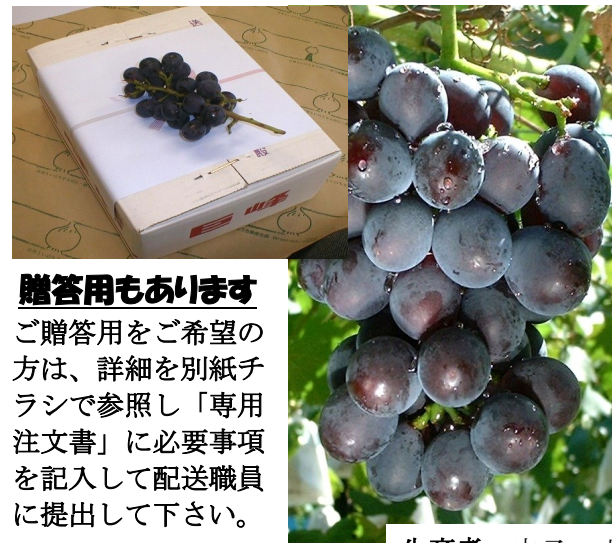 巨峰
贈答用もあります
ご贈答用をご希望の
方は、詳細を別紙チ
ラシで参照し「専用
注文書」に必要事項
を記入して配送職員
に提出して下さい。